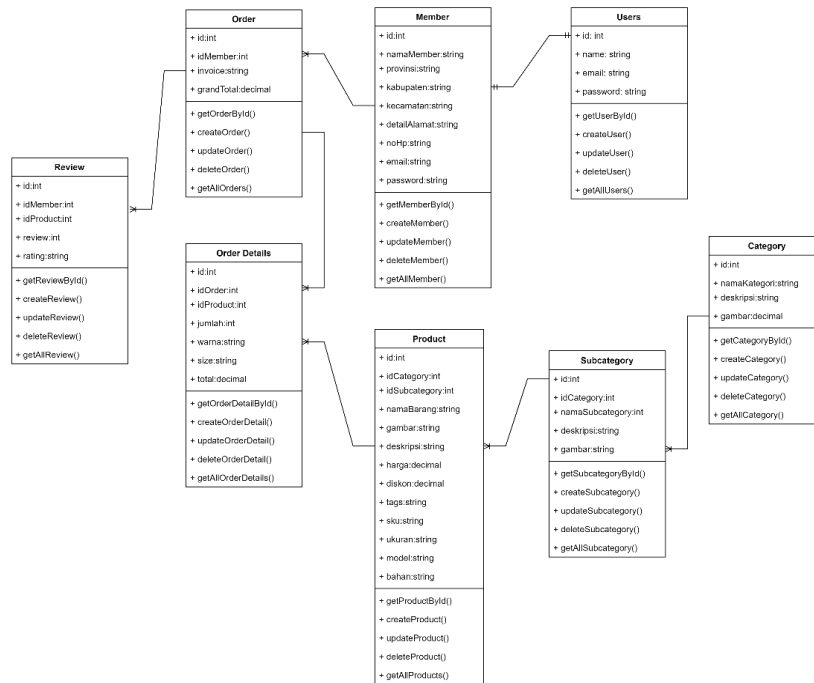 Order
+ id:int
+ idMember:int
+ invoice:string
+ grandTotal:decimal
+ getOrderById()
+ createOrder()
+ updateOrder()
+ deleteOrder()
+ getAllOrders()
Member
+ id:int
+ namaMember:string
+ provinsi:string
+ kabupaten:string
+ kecamatan:string
+ detailAlamat:string
+ noHp:string
+ email:string
+ password:string
+ getMemberById()
+ createMember()
+ updateMember()
+ deleteMember()
+ getAllMember()
Users
+ id: int
+ name: string
+ email: string
+ password: string
+ getUserById()
+ createUser()
+ updateUser()
+ deleteUser()
+ getAllUsers()
Review
+ id:int
+ idMember:int
+ idProduct:int
+ review:int
+ rating:string
+ getReviewById()
+ createReview()
+ updateReview()
+ deleteReview()
+ getAllReview()
Order Details
+ id:int
+ idOrder:int
+ idProduct:int
+ jumlah:int
+ warna:string
+ size:string
+ total:decimal
+ getOrderDetailById()
+ createOrderDetail()
+ updateOrderDetail()
+ deleteOrderDetail()
+ getAllOrderDetails()
Product
+ id:int
+ idCategory:int
+ idSubcategory:int
+ namaBarang:string
+ gambar:string
+ deskripsi:string
+ harga:decimal
+ diskon:decimal
+ tags:string
+ sku:string
+ ukuran:string
+ model:string
+ bahan:string
+ getProductById()
+ createProduct()
+ updateProduct()
+ deleteProduct()
+ getAllProducts()
Subcategory
+ id:int
+ idCategory:int
+ namaSubcategory:int
+ deskripsi:string
+ gambar:string
+ getSubcategoryById()
+ createSubcategory()
+ updateSubcategory()
+ deleteSubcategory()
+ getAllSubcategory()
Category
+ id:int
+ namaKategori:string
+ deskripsi:string
+ gambar:decimal
+ getCategoryById()
+ createCategory()
+ updateCategory()
+ deleteCategory()
+ getAllCategory()